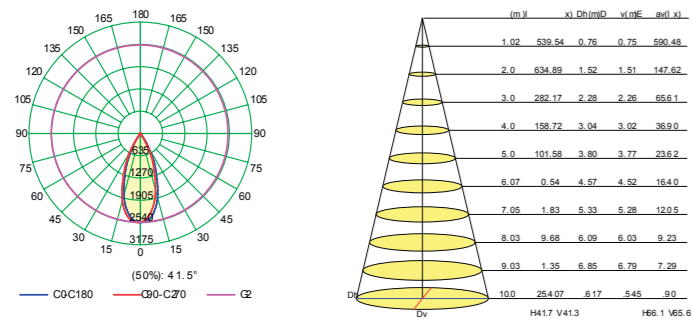 180
165 165
150 150
135 135
120 120
105 105
90 90
75 75
60 60
45 45
30 30
15 15
0
635
1270
1905
2540
3175
(50%): 41.5°
C0-C180 C90-C270 G2
(m)l x) Dh(m)D v(m)E av(lx)
1.02 539.54 0.76 0.75 590.48
2.0 634.89 1.52 1.51 147.62
3.0 282.17 2.28 2.26 65.61
4.0 158.72 3.04 3.02 36.90
5.0 101.58 3.80 3.77 23.62
6.07 0.54 4.57 4.52 16.40
7.05 1.83 5.33 5.28 12.05
8.03 9.68 6.09 6.03 9.23
9.03 1.35 6.85 6.79 7.29
10.0 25.407 .617 .545 .90
Dh
Dv
H41.7 V41.3 H66.1 V65.6